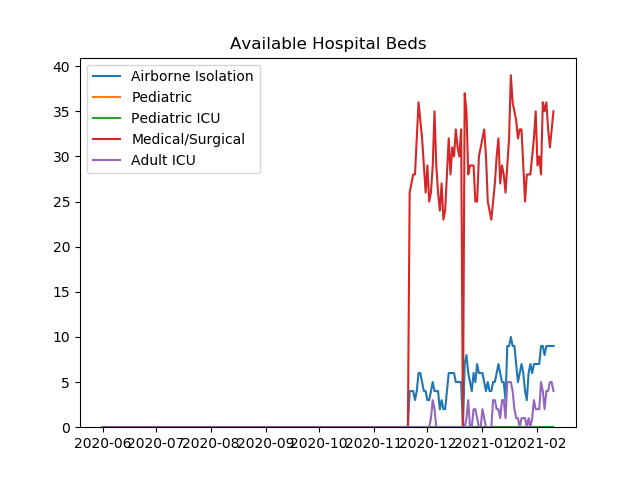 Available Hospital Beds
40
35
30
25
20
15
10
5
0
Airborne Isolation
Pediatric
Pediatric ICU
Medical/Surgical
Adult ICU
2020-06 2020-07 2020-08 2020-09 2020-10 2020-11 2020-12 2021-01 2021-02